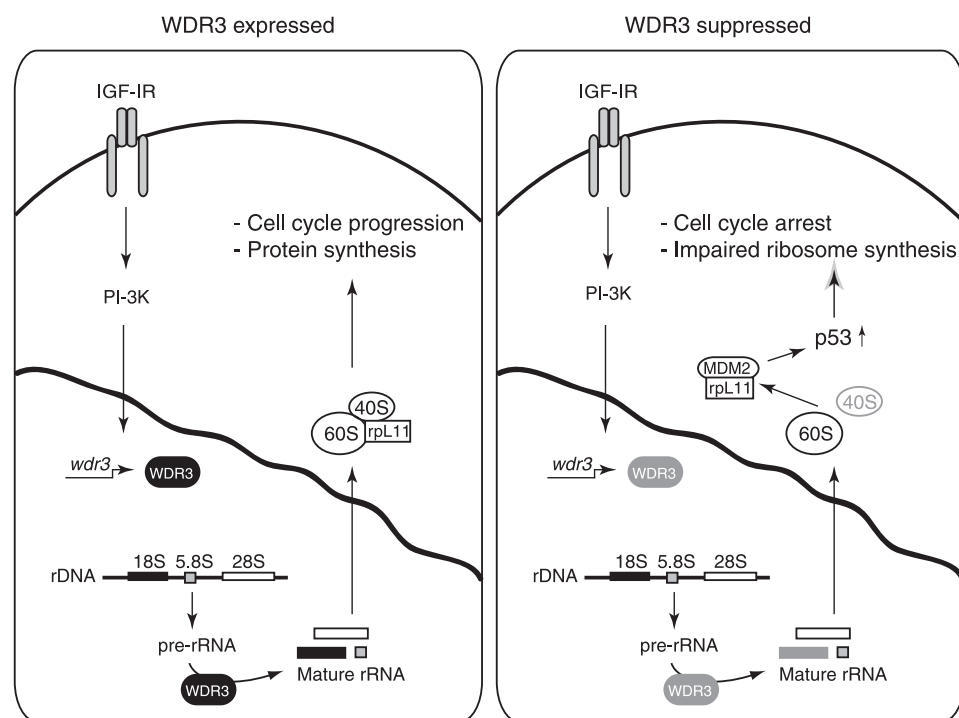 WDR3 expressed
IGF-IR
- Cell cycle progression
- Protein synthesis
PI-3K
40S
60S
rpL11
wdr3
WDR3
18S 5.8S 28S
rDNA
pre-rRNA
WDR3
Mature rRNA
WDR3 suppressed
IGF-IR
- Cell cycle arrest
- Impaired ribosome synthesis
PI-3K
p53
MDM2
rpL11
40S
60S
wdr3
WDR3
18S 5.8S 28S
rDNA
pre-rRNA
WDR3
Mature rRNA